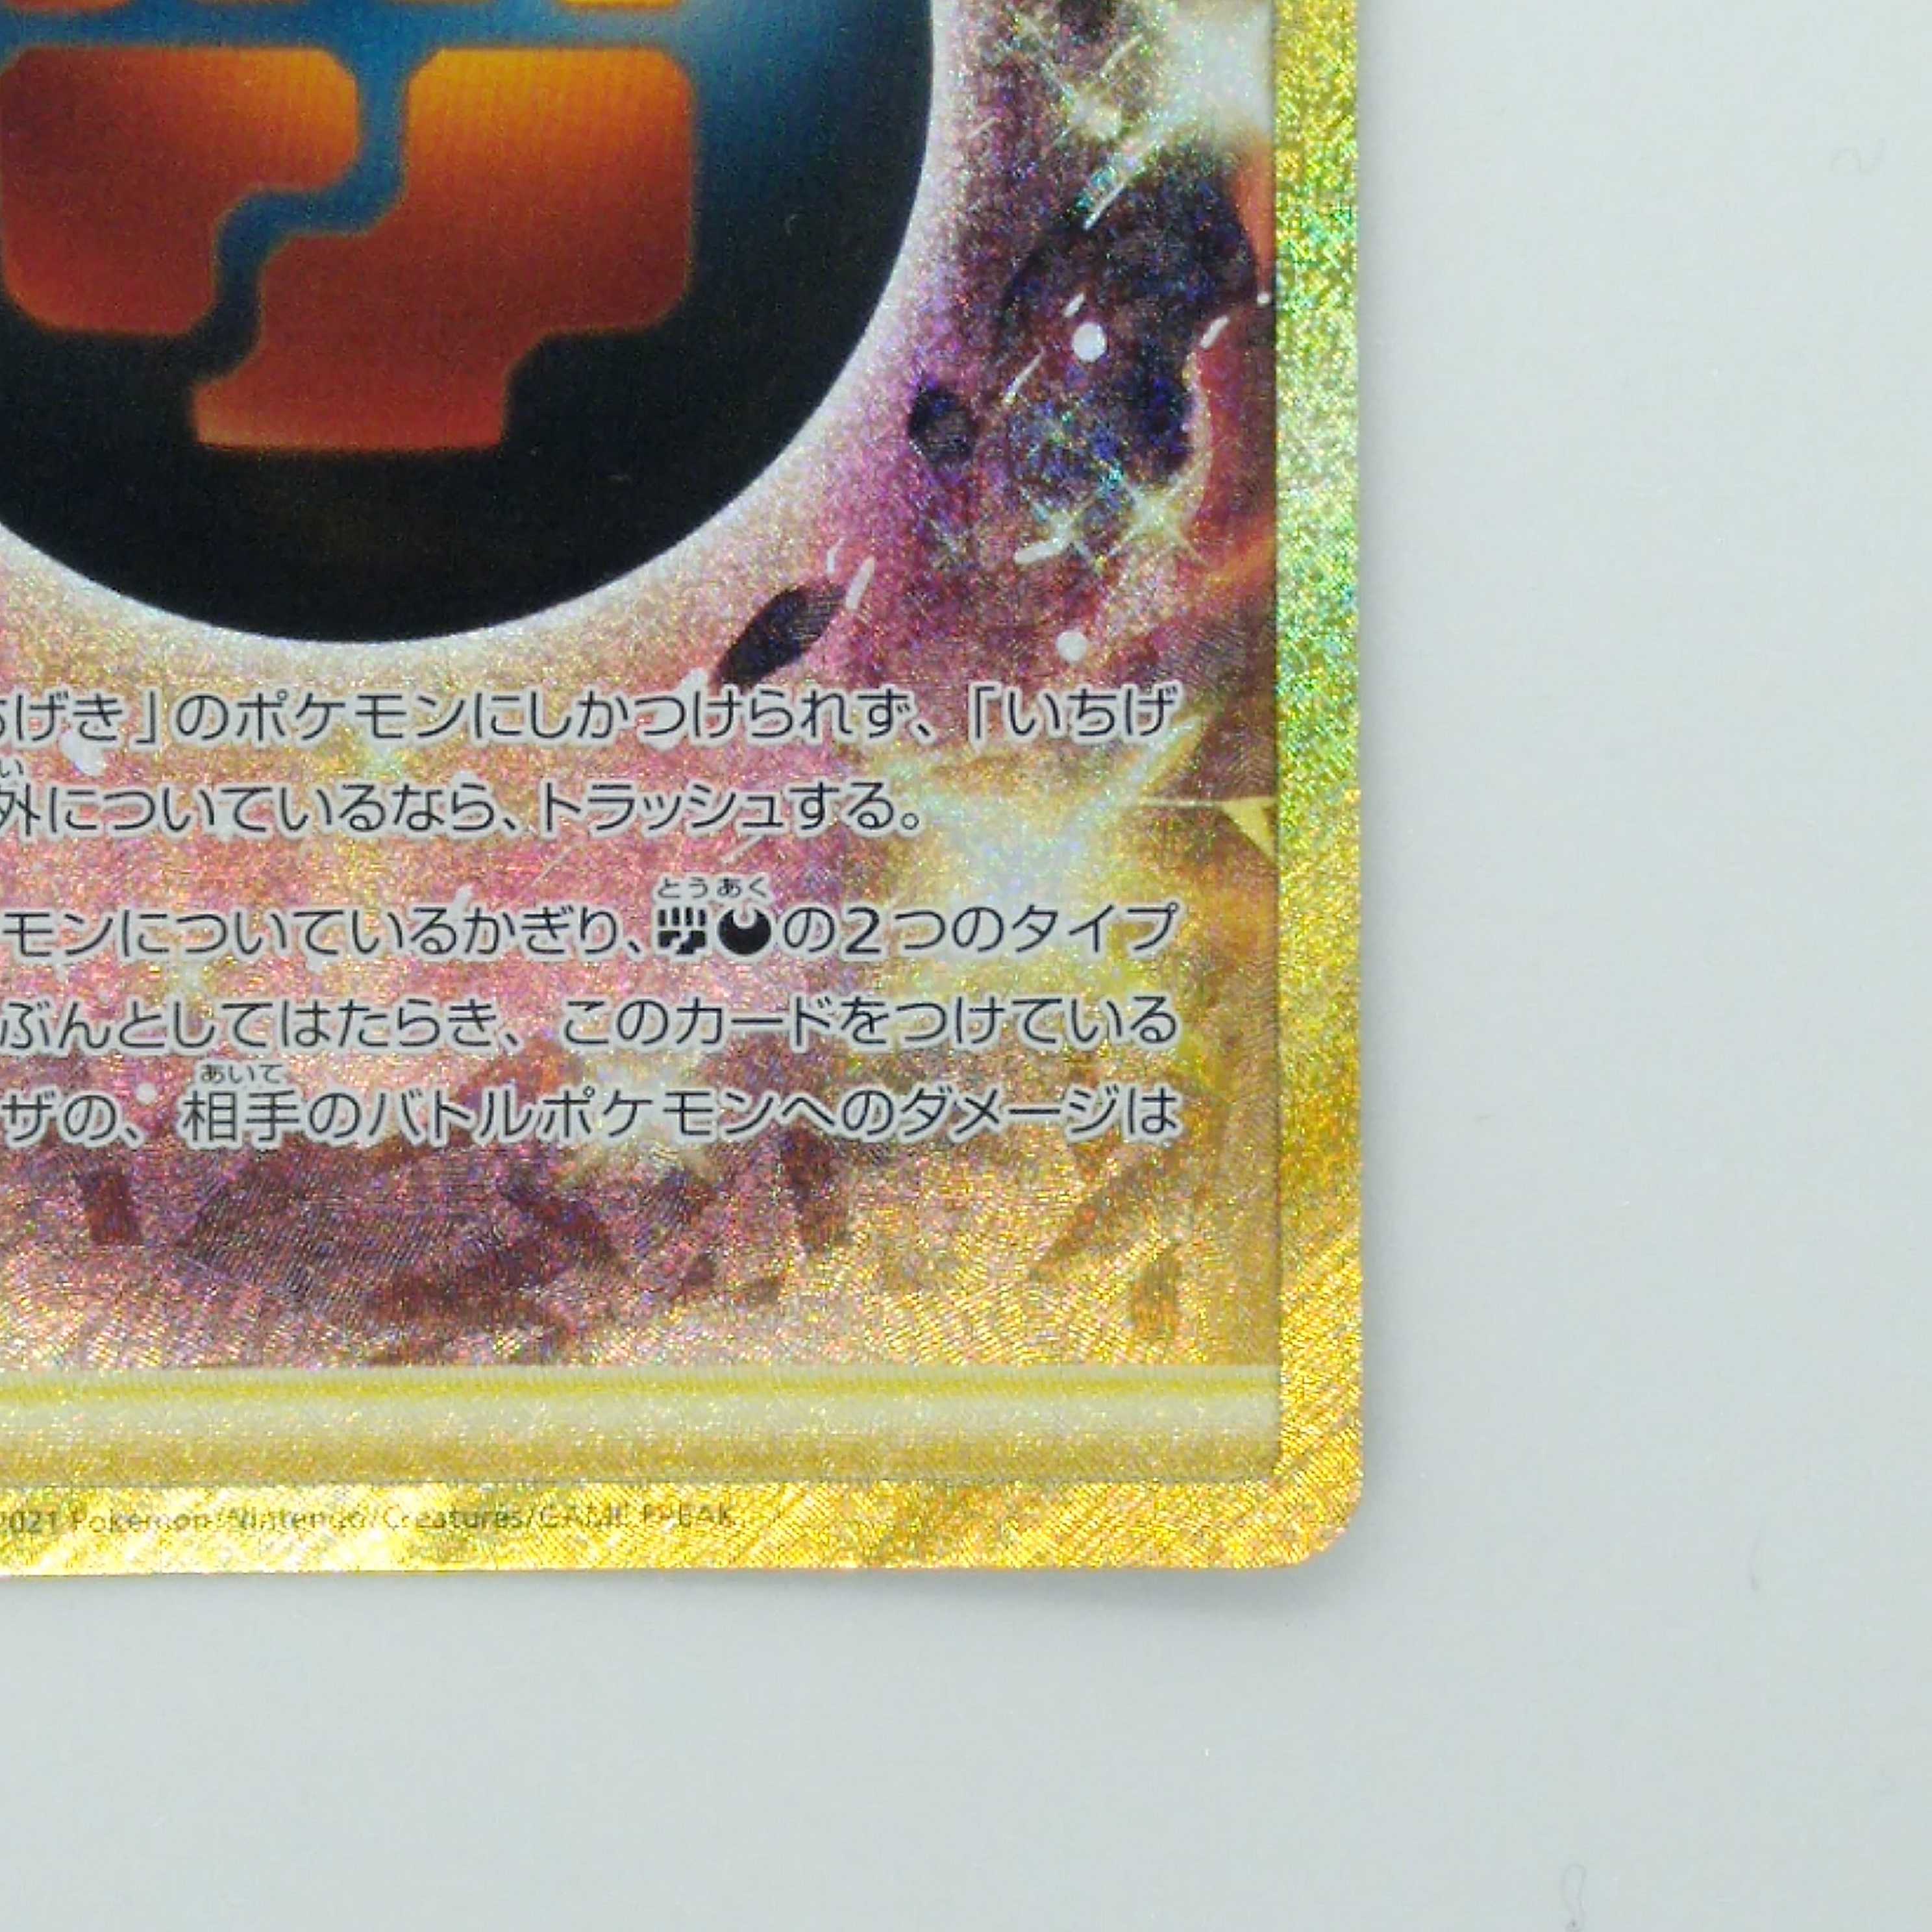 げき」のポケモンにしかつけられず、「いちげ
い
外についているなら、トラッシュする。
とうあく
モンについているかぎり、の2つのタイプ
ぶんとしてはたらき、このカードをつけている
あいて
ザの、相手のバトルポケモンへのダメージは
2021 Pokémon/Nintendo/Creatures/GAME FREAK.